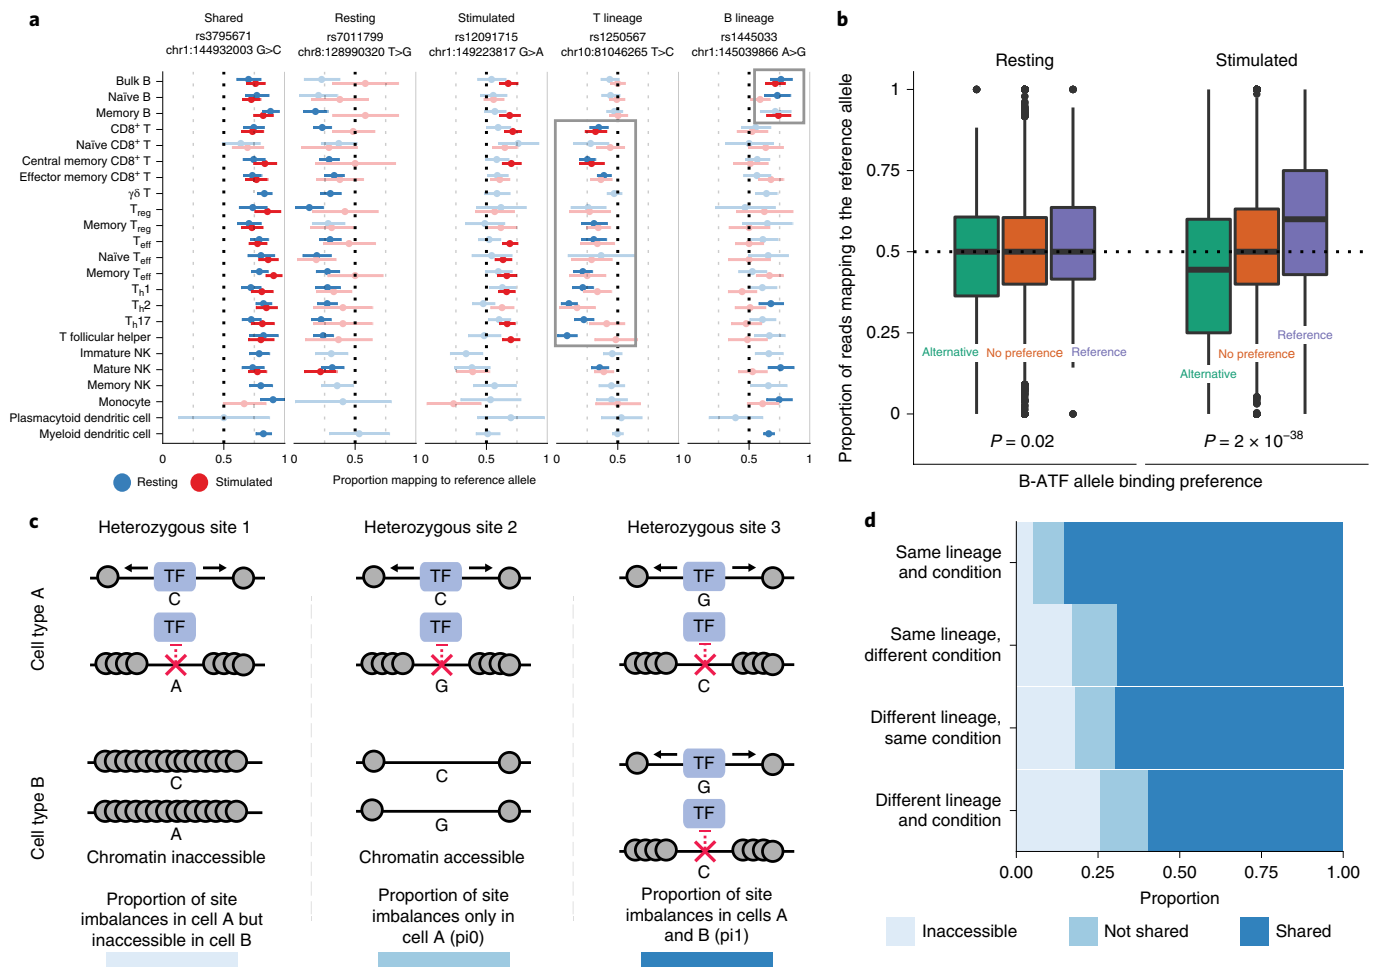 a
Shared
rs3795671
chr1:144932003 G>C
Resting
rs7011799
chr8:128990320 T>G
Stimulated
rs12091715
chr1:149223817 G>A
T lineage
rs1250567
chr10:81046265 T>C
B lineage
rs1445033
chr1:145039866 A>G
Bulk B
Naïve B
Memory B
CD8+ T
Naïve CD8+ T
Central memory CD8+ T
Effector memory CD8+ T
γδ T
Treg
Memory Treg
Teff
Naïve Teff
Memory Teff
Th1
Th2
Th17
T follicular helper
Immature NK
Mature NK
Memory NK
Monocyte
Plasmacytoid dendritic cell
Myeloid dendritic cell
0 0.5 1 0 0.5 1 0 0.5 1 0 0.5 1 0 0.5 1
Resting
Stimulated
Proportion mapping to reference allele
b
Resting
Stimulated
Proportion of reads mapping to the reference allele
1
0.75
0.5
0.25
0
Alternative
No preference
Reference
Alternative
No preference
Reference
P = 0.02
P = 2 × 10−38
B-ATF allele binding preference
c
Heterozygous site 1
Heterozygous site 2
Heterozygous site 3
Cell type A
TF
C
TF
A
TF
C
TF
G
TF
G
TF
C
Cell type B
C
A
Chromatin inaccessible
C
G
Chromatin accessible
TF
G
TF
C
Proportion of site
imbalances in cell A but
inaccessible in cell B
Proportion of site
imbalances only in
cell A (pi0)
Proportion of site
imbalances in cells A
and B (pi1)
d
Same lineage
and condition
Same lineage,
different condition
Different lineage,
same condition
Different lineage
and condition
0.00 0.25 0.50 0.75 1.00
Proportion
Inaccessible
Not shared
Shared